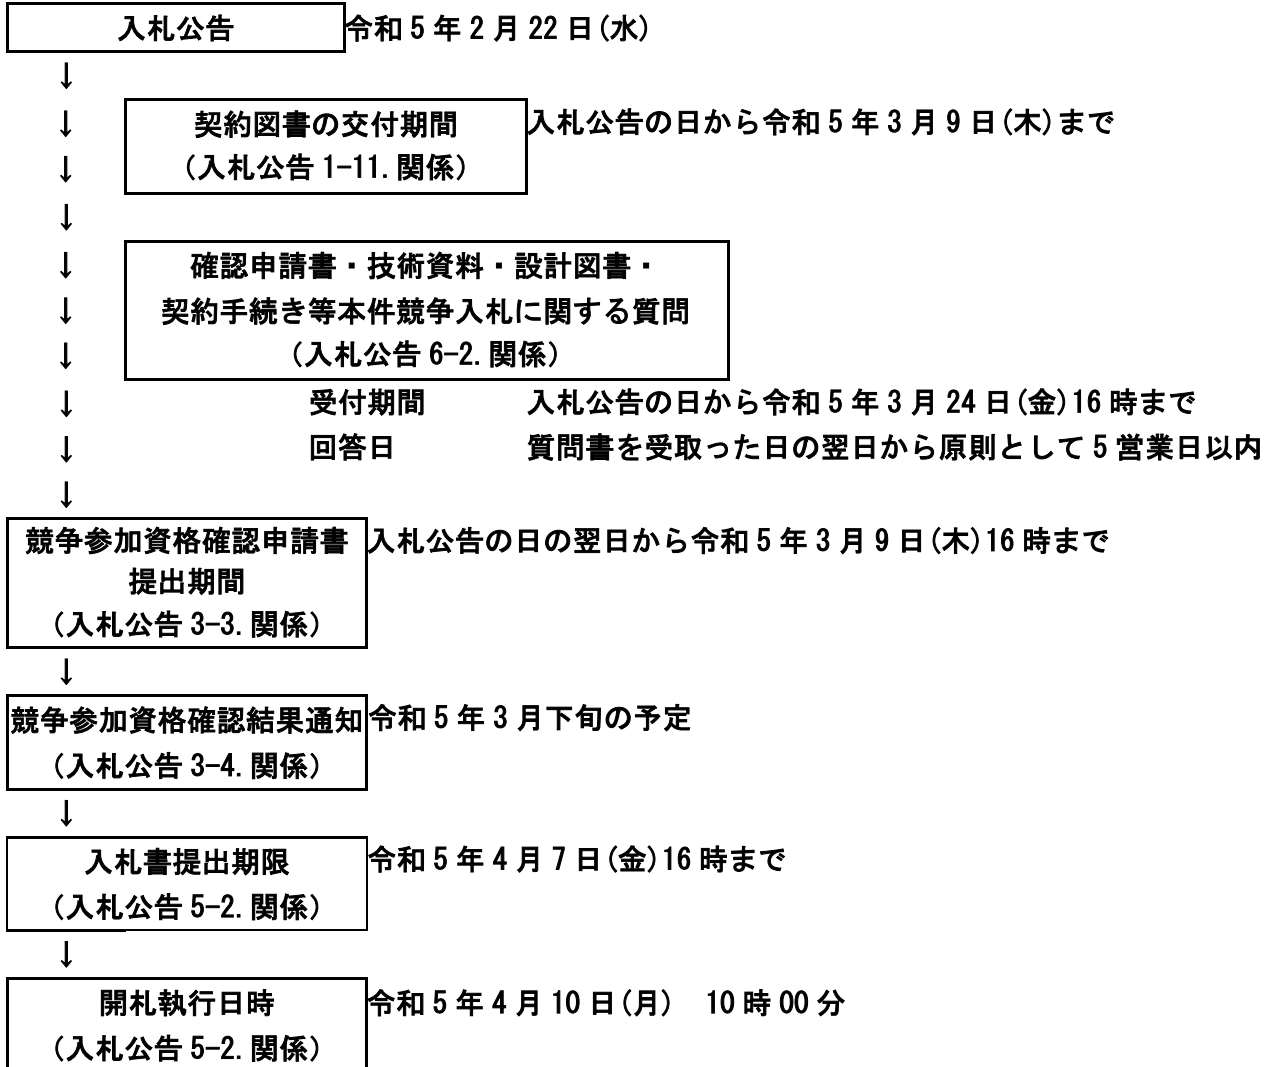 入札公告 令和5年2月22日(水)
↓
↓ 契約図書の交付期間 入札公告の日から令和5年3月9日(木)まで
↓ (入札公告1-11.関係)
↓
↓ 確認申請書・技術資料・設計図書・
↓ 契約手続き等本件競争入札に関する質問
↓ (入札公告6-2.関係)
↓ 受付期間 入札公告の日から令和5年3月24日(金)16時まで
↓ 回答日 質問書を受取った日の翌日から原則として5営業日以内
↓
競争参加資格確認申請書 入札公告の日の翌日から令和5年3月9日(木)16時まで
提出期間
(入札公告3-3.関係)
↓
競争参加資格確認結果通知 令和5年3月下旬の予定
(入札公告3-4.関係)
↓
入札書提出期限 令和5年4月7日(金)16時まで
(入札公告5-2.関係)
↓
開札執行日時 令和5年4月10日(月) 10時00分
(入札公告5-2.関係)